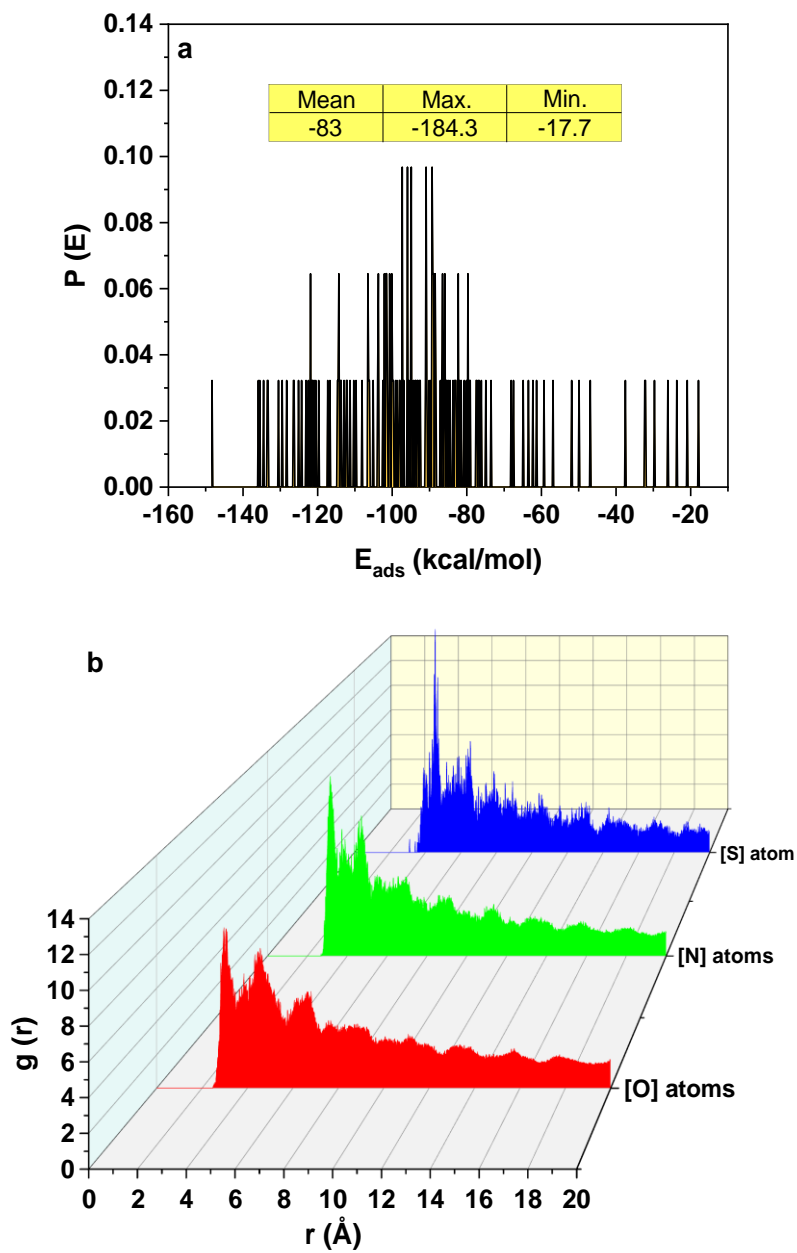 a
0.14
0.12
0.10
0.08
0.06
0.04
0.02
0.00
P (E)
Mean Max. Min.
-83 -184.3 -17.7
-160 -140 -120 -100 -80 -60 -40 -20
E_ads (kcal/mol)
b
[S] atom
[N] atoms
[O] atoms
14
12
10
8
6
4
2
0
g (r)
0 2 4 6 8 10 12 14 16 18 20
r (Å)